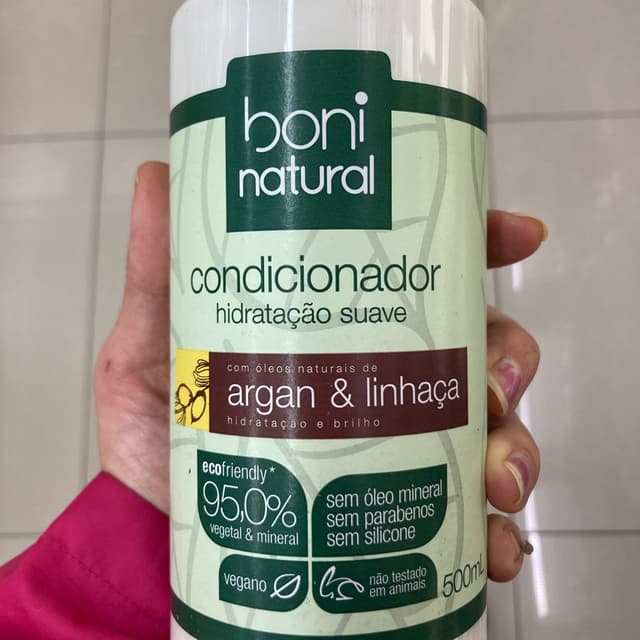 boni
natural
condicionador
hidratação suave
com óleos naturais de
argan & linhaça
hidratação e brilho
ecofriendly*
95,0%
vegetal & mineral
sem óleo mineral
sem parabenos
sem silicone
vegano
não testado
em animais
500mL